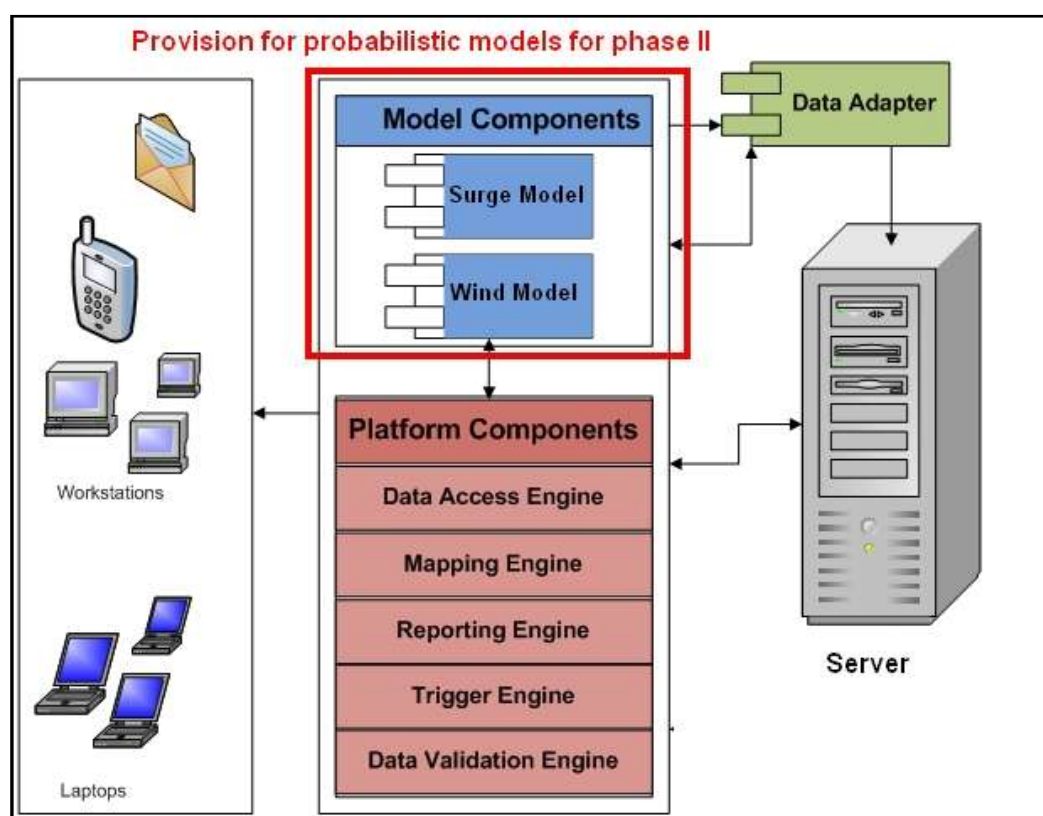 Provision for probabilistic models for phase II
Model Components
Surge Model
Wind Model
Data Adapter
Platform Components
Data Access Engine
Mapping Engine
Reporting Engine
Trigger Engine
Data Validation Engine
Workstations
Laptops
Server